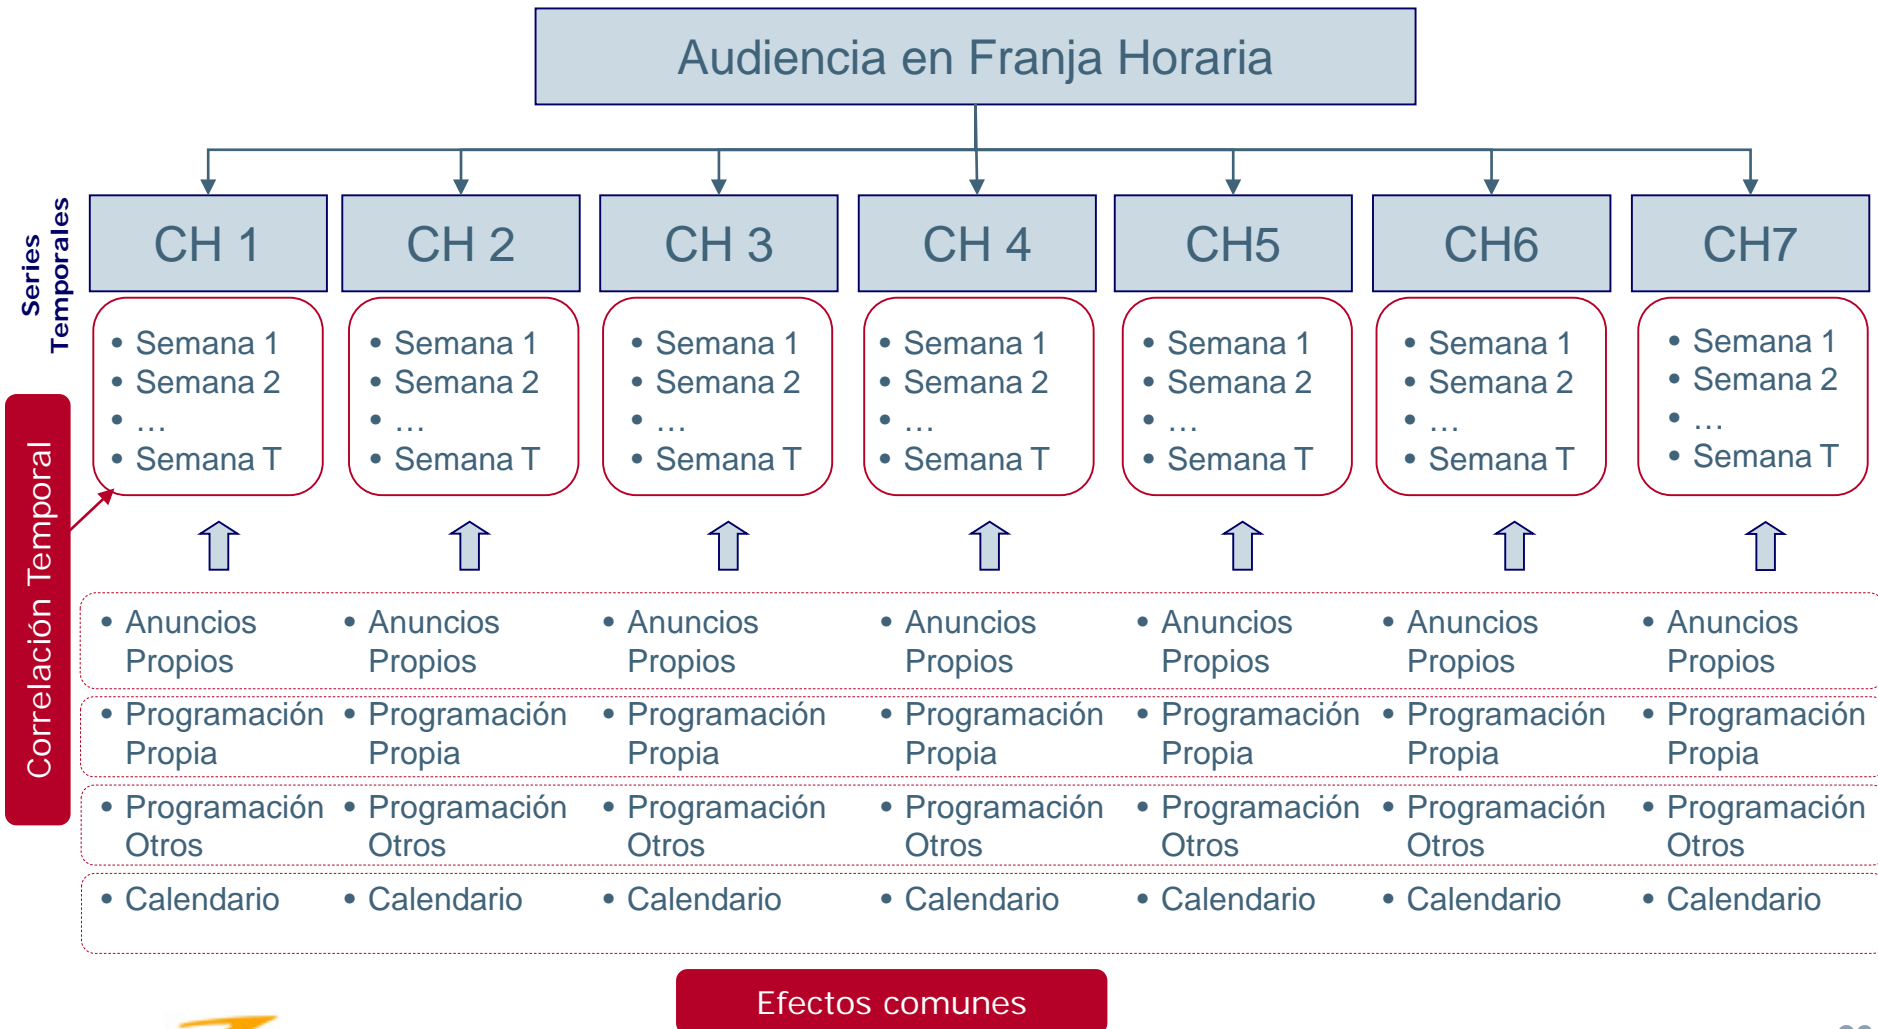 Audiencia en Franja Horaria
Series
Temporales
CH 1
CH 2
CH 3
CH 4
CH5
CH6
CH7
• Semana 1
• Semana 2
• …
• Semana T
• Semana 1
• Semana 2
• …
• Semana T
• Semana 1
• Semana 2
• …
• Semana T
• Semana 1
• Semana 2
• …
• Semana T
• Semana 1
• Semana 2
• …
• Semana T
• Semana 1
• Semana 2
• …
• Semana T
• Semana 1
• Semana 2
• …
• Semana T
Correlación Temporal
• Anuncios
Propios
• Anuncios
Propios
• Anuncios
Propios
• Anuncios
Propios
• Anuncios
Propios
• Anuncios
Propios
• Anuncios
Propios
• Programación
Propia
• Programación
Propia
• Programación
Propia
• Programación
Propia
• Programación
Propia
• Programación
Propia
• Programación
Propia
• Programación
Otros
• Programación
Otros
• Programación
Otros
• Programación
Otros
• Programación
Otros
• Programación
Otros
• Programación
Otros
• Calendario
• Calendario
• Calendario
• Calendario
• Calendario
• Calendario
• Calendario
Efectos comunes